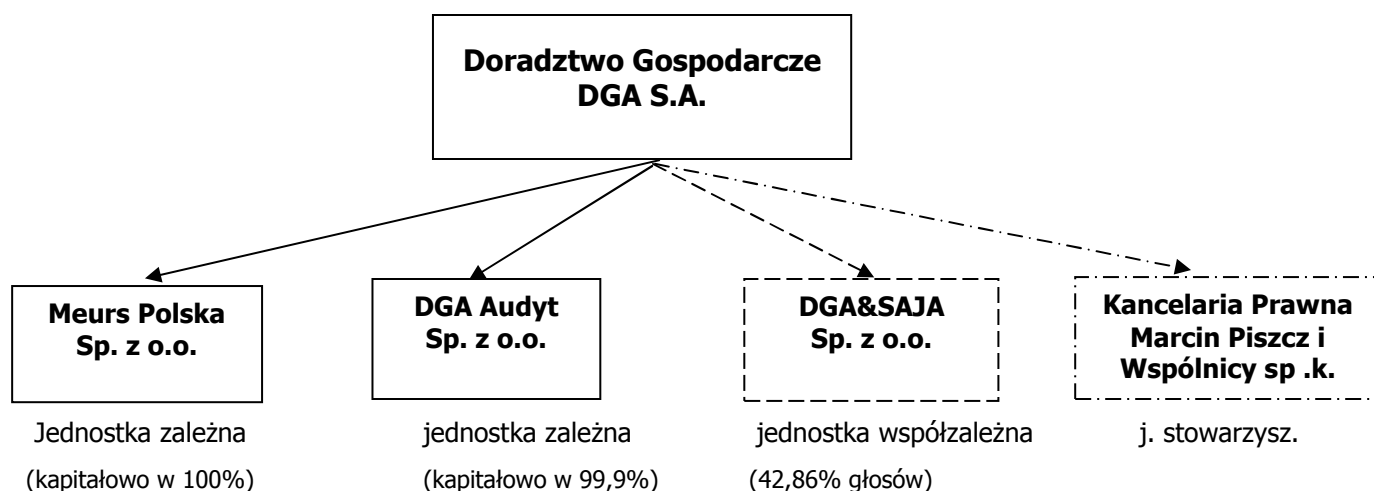 Doradztwo Gospodarcze
DGA S.A.
Meurs Polska
Sp. z o.o.
DGA Audyt
Sp. z o.o.
DGA&SAJA
Sp. z o.o.
Kancelaria Prawna
Marcin Piszcz i
Wspólnicy sp .k.
Jednostka zależna
(kapitałowo w 100%)
jednostka zależna
(kapitałowo w 99,9%)
jednostka współzależna
(42,86% głosów)
j. stowarzysz.